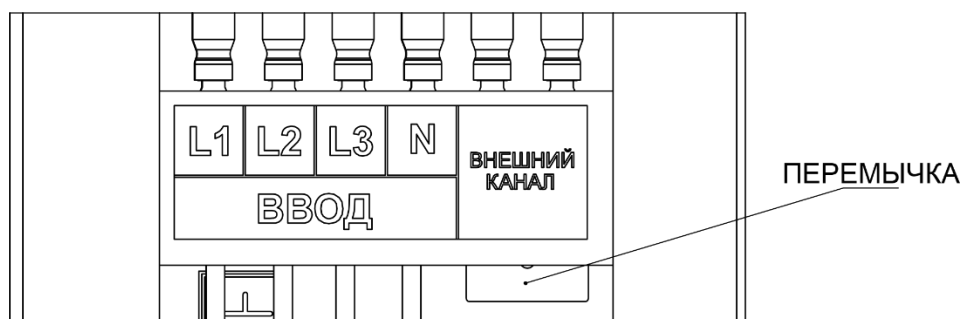 L1 L2 L3 N
ВНЕШНИЙ
КАНАЛ
ВВОД
ПЕРЕМЫЧКА